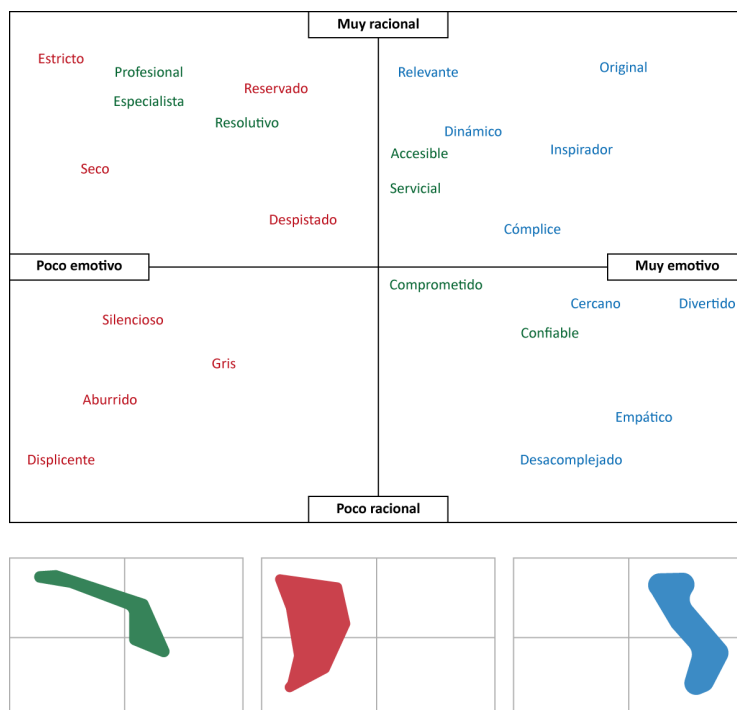 Muy racional
Estricto
Profesional
Relevante
Original
Reservado
Especialista
Resolutivo
Dinámico
Accesible
Inspirador
Seco
Servicial
Despistado
Cómplice
Poco emotivo
Muy emotivo
Comprometido
Cercano
Divertido
Silencioso
Confiable
Gris
Aburrido
Empático
Displicente
Desacomplejado
Poco racional